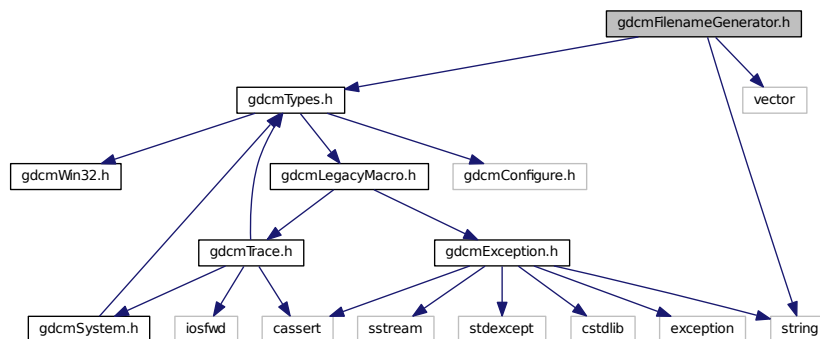 gdcmFilenameGenerator.h
gdcmTypes.h
vector
gdcmWin32.h
gdcmLegacyMacro.h
gdcmConfigure.h
gdcmTrace.h
gdcmException.h
gdcmSystem.h
iosfwd
cassert
sstream
stdexcept
cstdlib
exception
string